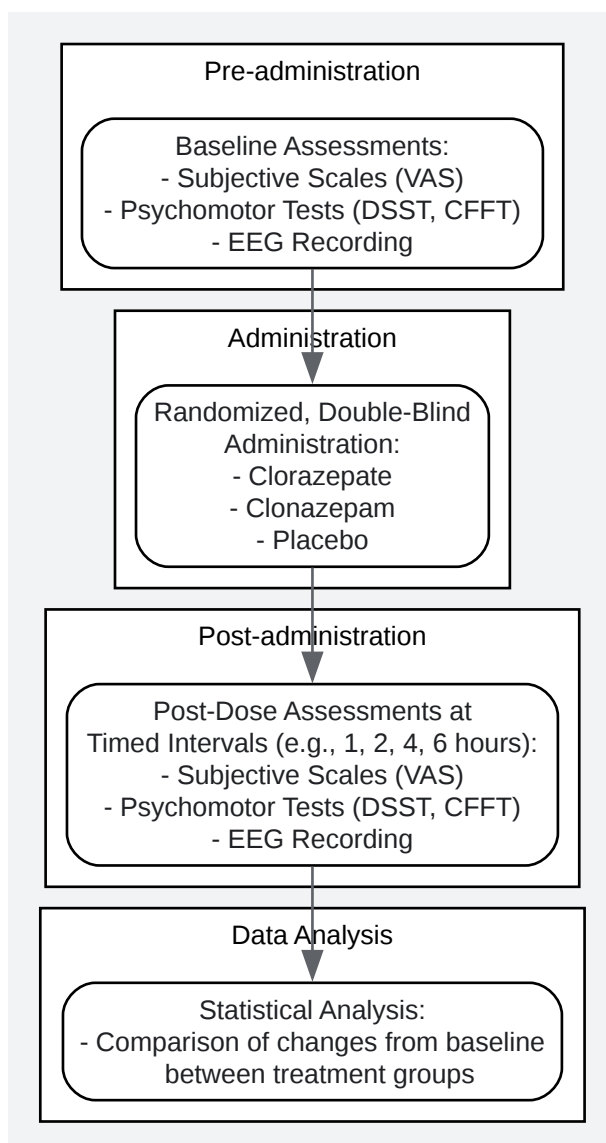 Pre-administration
Baseline Assessments:
- Subjective Scales (VAS)
- Psychomotor Tests (DSST, CFFT)
- EEG Recording
Administration
Randomized, Double-Blind
Administration:
- Clorazepate
- Clonazepam
- Placebo
Post-administration
Post-Dose Assessments at
Timed Intervals (e.g., 1, 2, 4, 6 hours):
- Subjective Scales (VAS)
- Psychomotor Tests (DSST, CFFT)
- EEG Recording
Data Analysis
Statistical Analysis:
- Comparison of changes from baseline
between treatment groups